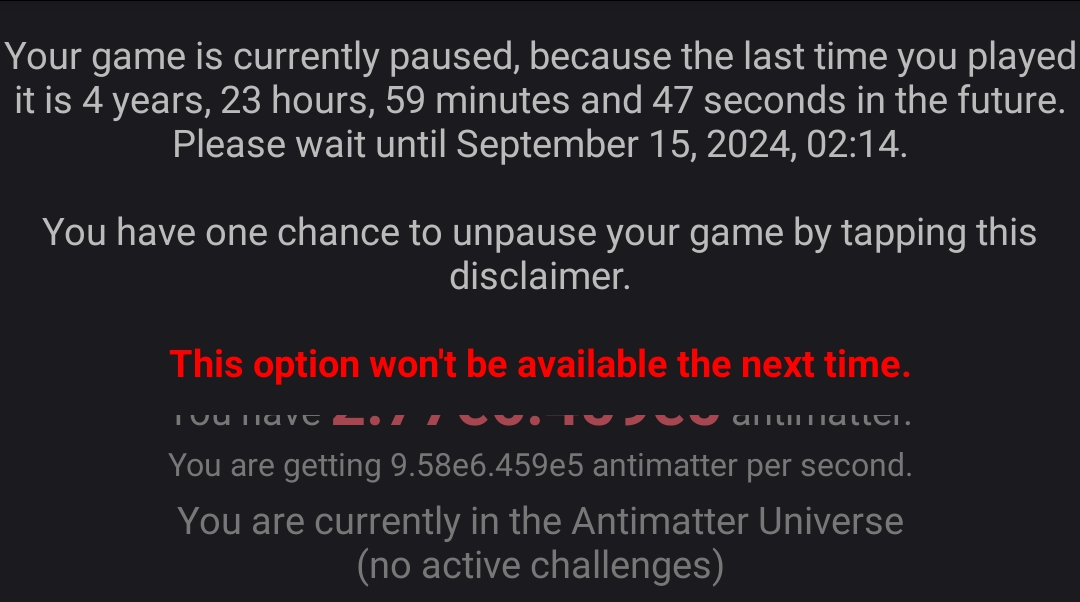 Your game is currently paused, because the last time you played
it is 4 years, 23 hours, 59 minutes and 47 seconds in the future.
Please wait until September 15, 2024, 02:14.
You have one chance to unpause your game by tapping this
disclaimer.
This option won't be available the next time.
You have antimatter.
You are getting 9.58e6.459e5 antimatter per second.
You are currently in the Antimatter Universe
(no active challenges)